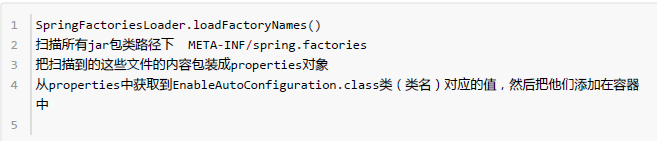 1 SpringFactoriesLoader.loadFactoryNames()
2 扫描所有jar包类路径下  META-INF/spring.factories
3 把扫描到的这些文件的内容包装成properties对象
4 从properties中获取到EnableAutoConfiguration.class类（类名）对应的值，然后把他们添加在容器
中
5